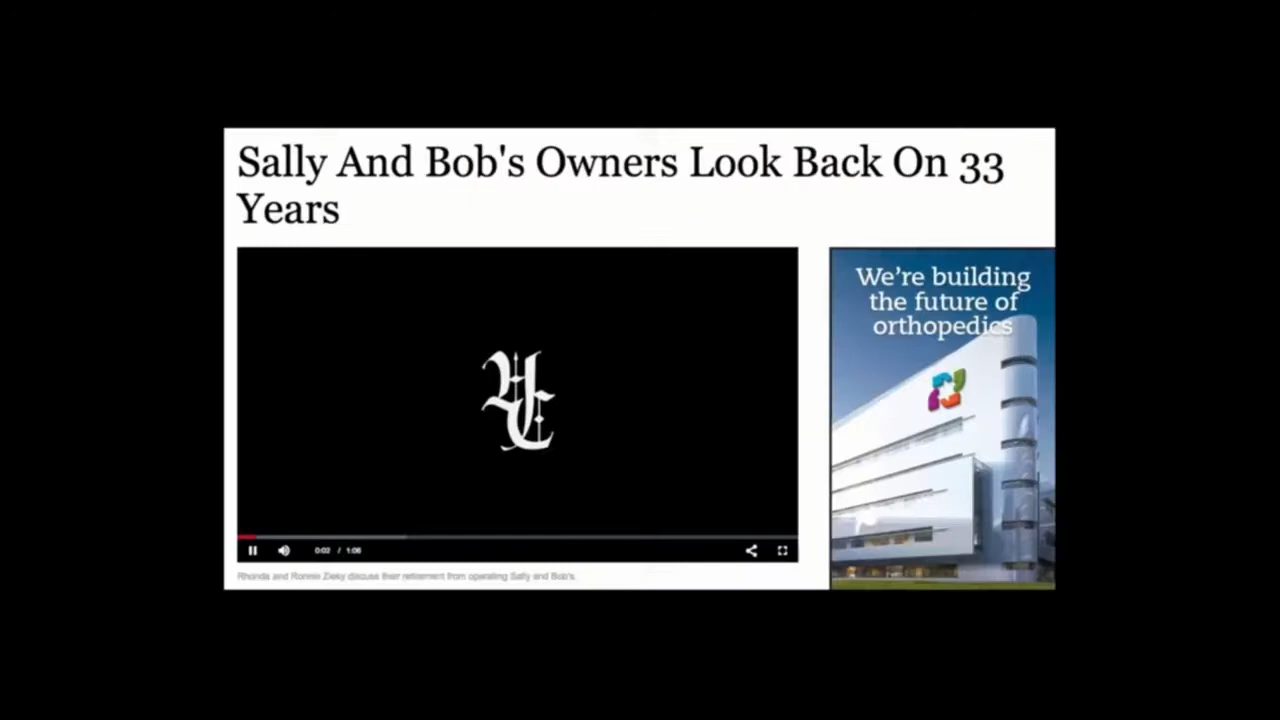 Sally And Bob's Owners Look Back On 33
Years
We're building
the future of
orthopedics
0:02 / 1:06
Rhonda and Ronnie discuss their retirement from operating Sally and Bob's.